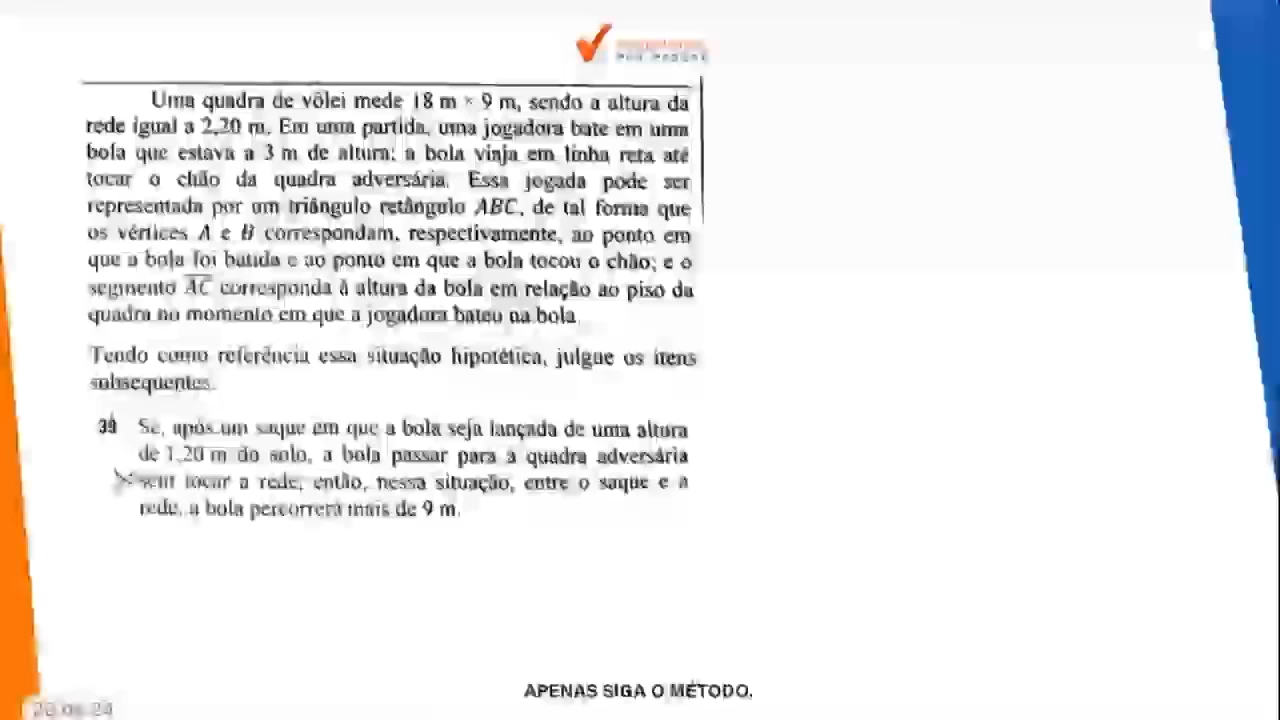 Uma quadra de vôlei mede 18 m × 9 m, sendo a altura da
rede igual a 2,20 m. Em uma partida, uma jogadora bate em uma
bola que estava a 3 m de altura; a bola viaja em linha reta até
tocar o chão da quadra adversária. Essa jogada pode ser
representada por um triângulo retângulo ABC, de tal forma que
os vértices A e B correspondam, respectivamente, ao ponto em
que a bola foi batida e ao ponto em que a bola tocou o chão; e o
segmento AC corresponda à altura da bola em relação ao piso da
quadra no momento em que a jogadora bateu na bola.
Tendo como referência essa situação hipotética, julgue os itens
subsequentes.
Se, após um saque em que a bola seja lançada de uma altura
de 1,20 m do solo, a bola passar para a quadra adversária
sem tocar a rede, então, nessa situação, entre o saque e a
rede, a bola percorrerá mais de 9 m.
APENAS SIGA O MÉTODO.